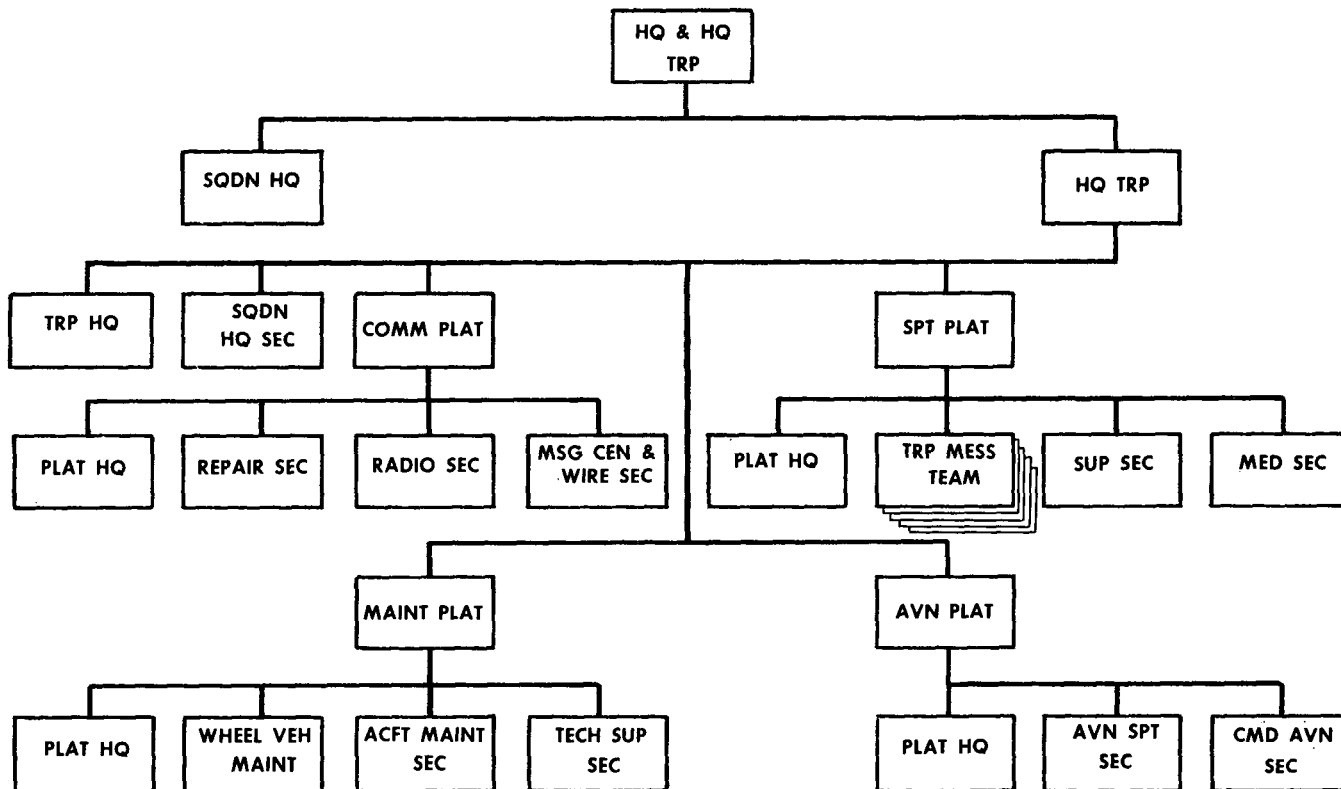 HQ & HQ
TRP
SQDN HQ
HQ TRP
TRP HQ
SQDN
HQ SEC
COMM PLAT
SPT PLAT
PLAT HQ
REPAIR SEC
RADIO SEC
MSG CEN &
WIRE SEC
PLAT HQ
TRP MESS
TEAM
SUP SEC
MED SEC
MAINT PLAT
AVN PLAT
PLAT HQ
WHEEL VEH
MAINT
ACFT MAINT
SEC
TECH SUP
SEC
PLAT HQ
AVN SPT
SEC
CMD AVN
SEC